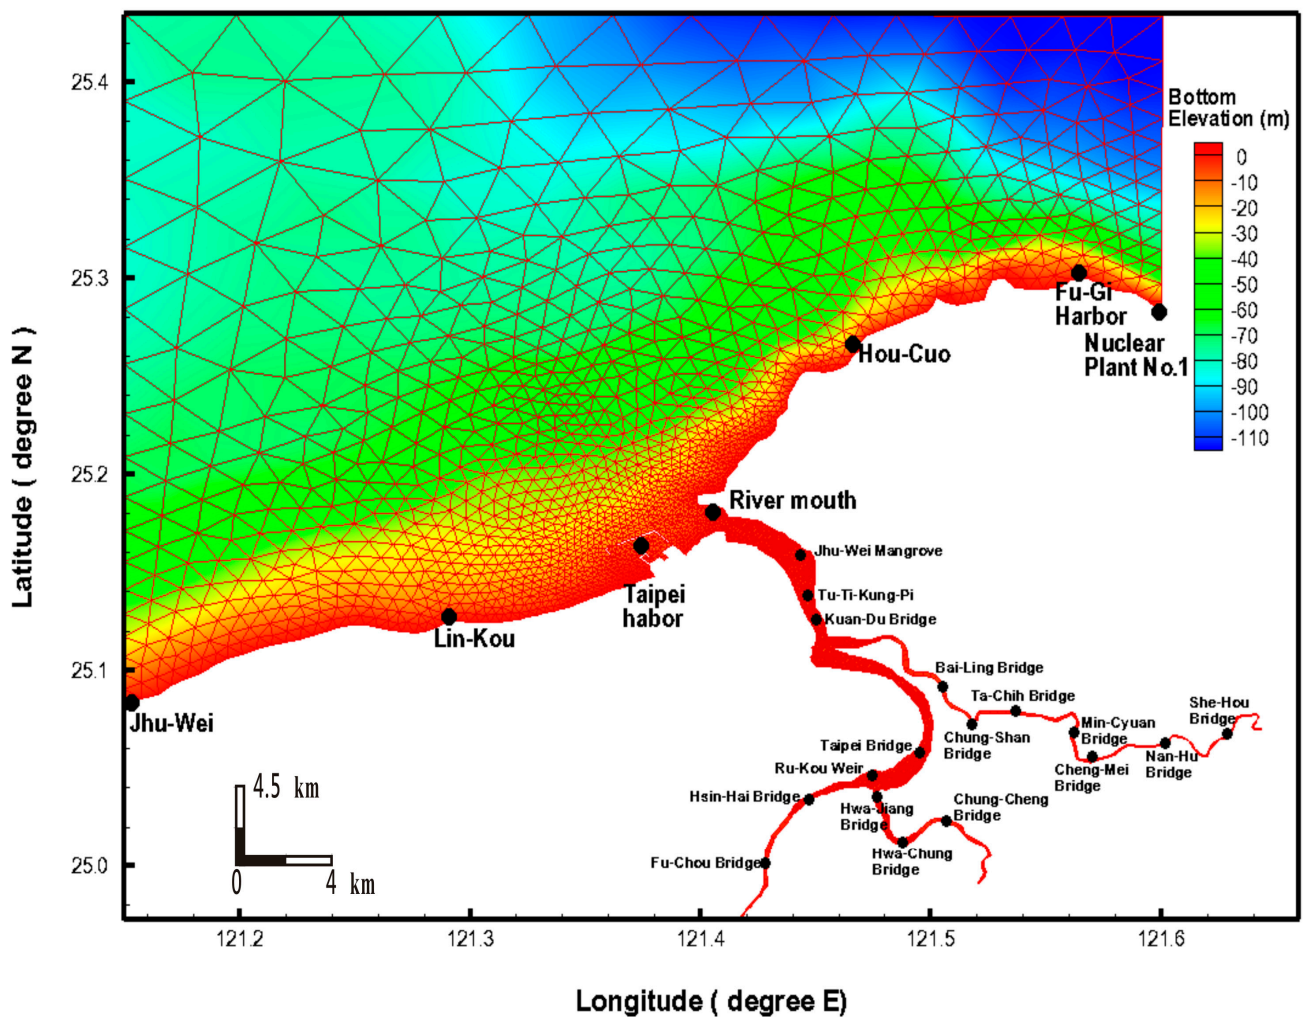 25.4
25.3
25.2
25.1
25.0
Latitude ( degree N )
Bottom
Elevation (m)
0
-10
-20
-30
-40
-50
-60
-70
-80
-90
-100
-110
Fu-Gi
Harbor
Nuclear
Plant No.1
Hou-Cuo
River mouth
Jhu-Wei Mangrove
Taipei
habor
Tu-Ti-Kung-Pi
Kuan-Du Bridge
Lin-Kou
Jhu-Wei
Bai-Ling Bridge
Ta-Chih Bridge
She-Hou
Bridge
Min-Cyuan
Bridge
Chung-Shan
Bridge
Taipei Bridge
Nan-Hu
Bridge
Cheng-Mei
Bridge
Ru-Kou Weir
Hsin-Hai Bridge
Hwa-Jiang
Bridge
Chung-Cheng
Bridge
Hwa-Chung
Bridge
Fu-Chou Bridge
4.5 km
0
4 km
121.2
121.3
121.4
121.5
121.6
Longitude ( degree E)